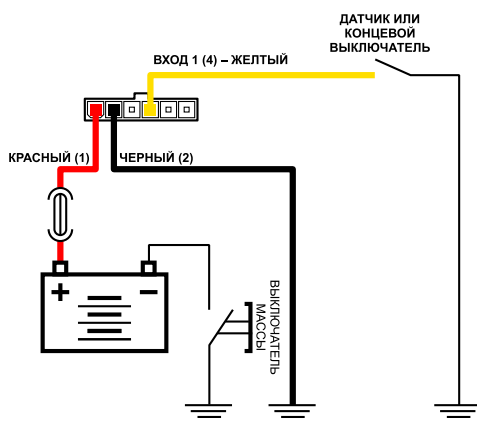 ДАТЧИК ИЛИ
КОНЦЕВОЙ
ВЫКЛЮЧАТЕЛЬ
ВХОД 1 (4) – ЖЕЛТЫЙ
КРАСНЫЙ (1)
ЧЕРНЫЙ (2)
+
–
ВЫКЛЮЧАТЕЛЬ
МАССЫ